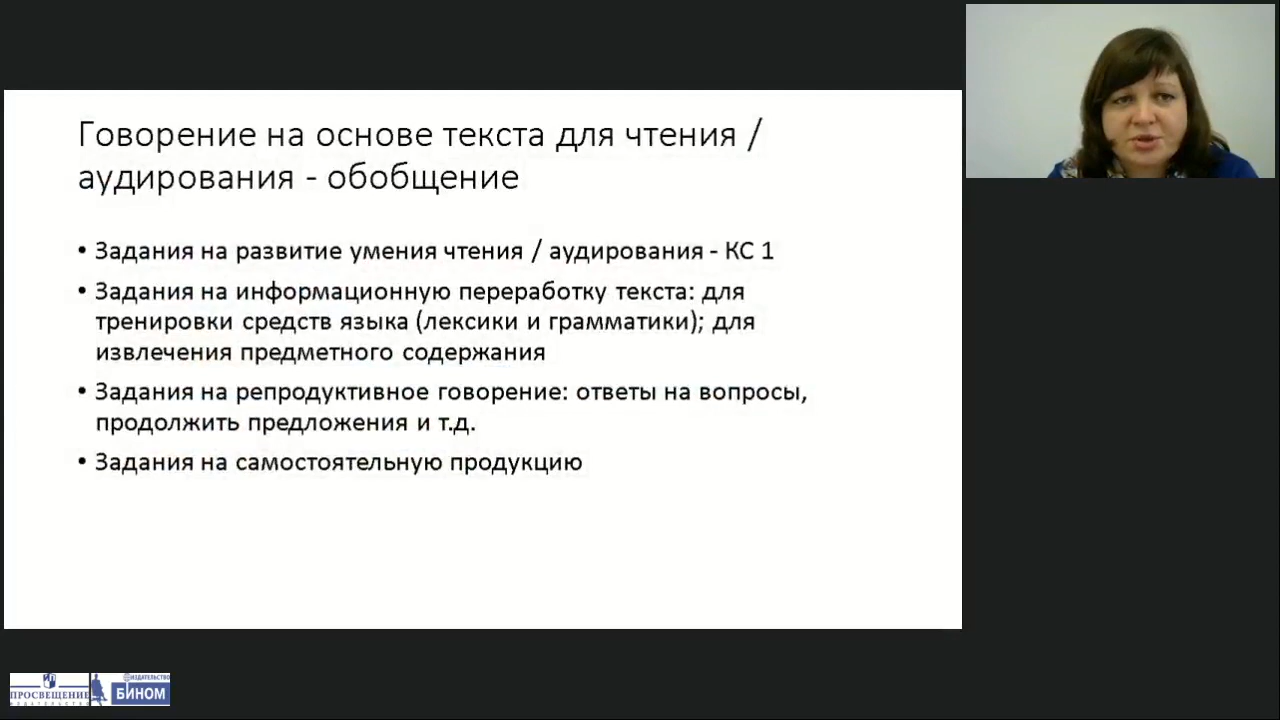 Говорение на основе текста для чтения /
аудирования - обобщение
• Задания на развитие умения чтения / аудирования - КС 1
• Задания на информационную переработку текста: для
тренировки средств языка (лексики и грамматики); для
извлечения предметного содержания
• Задания на репродуктивное говорение: ответы на вопросы,
продолжить предложения и т.д.
• Задания на самостоятельную продукцию
ПРОСВЕЩЕНИЕ
ИЗДАТЕЛЬСТВО
ИЗДАТЕЛЬСТВО
БИНОМ